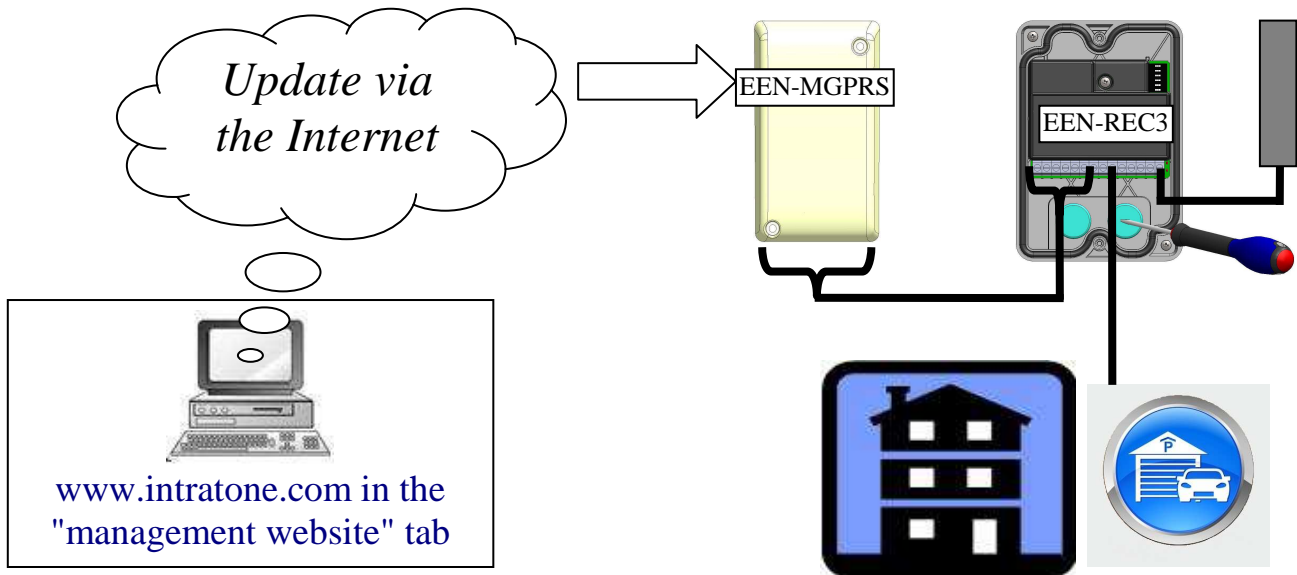 Update via
the Internet
EEN-MGPRS
EEN-REC3
P
www.intratone.com in the
"management website" tab